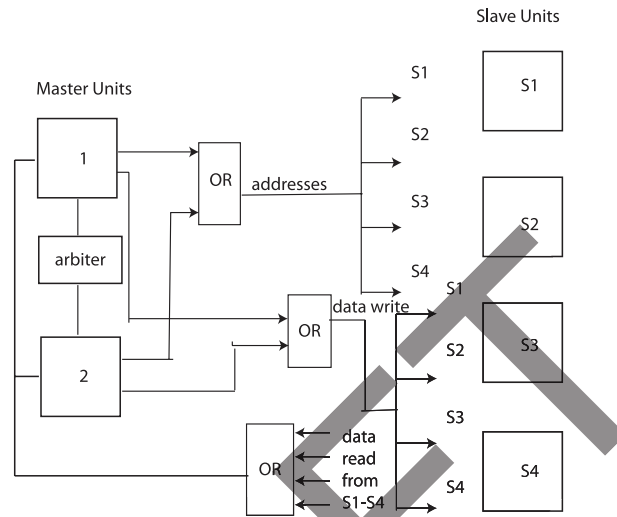 Slave Units
Master Units
S1
S1
S2
S3
S4
S2
S3
S4
1
OR
addresses
arbiter
2
OR
data write
S1
S2
S3
S4
OR
data
read
from
S1-S4